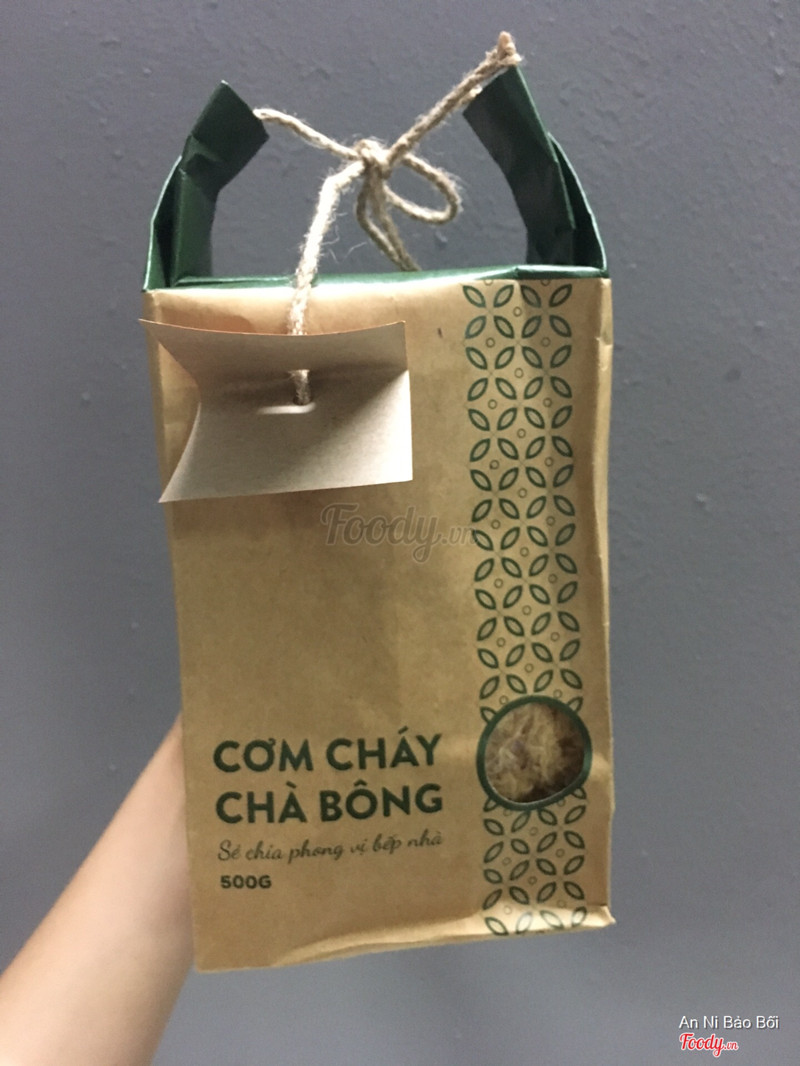 Foody.vn
CƠM CHÁY
CHÀ BÔNG
Sẻ chia phong vị bếp nhà
500G
An Ni Bảo Bối
Foody.vn